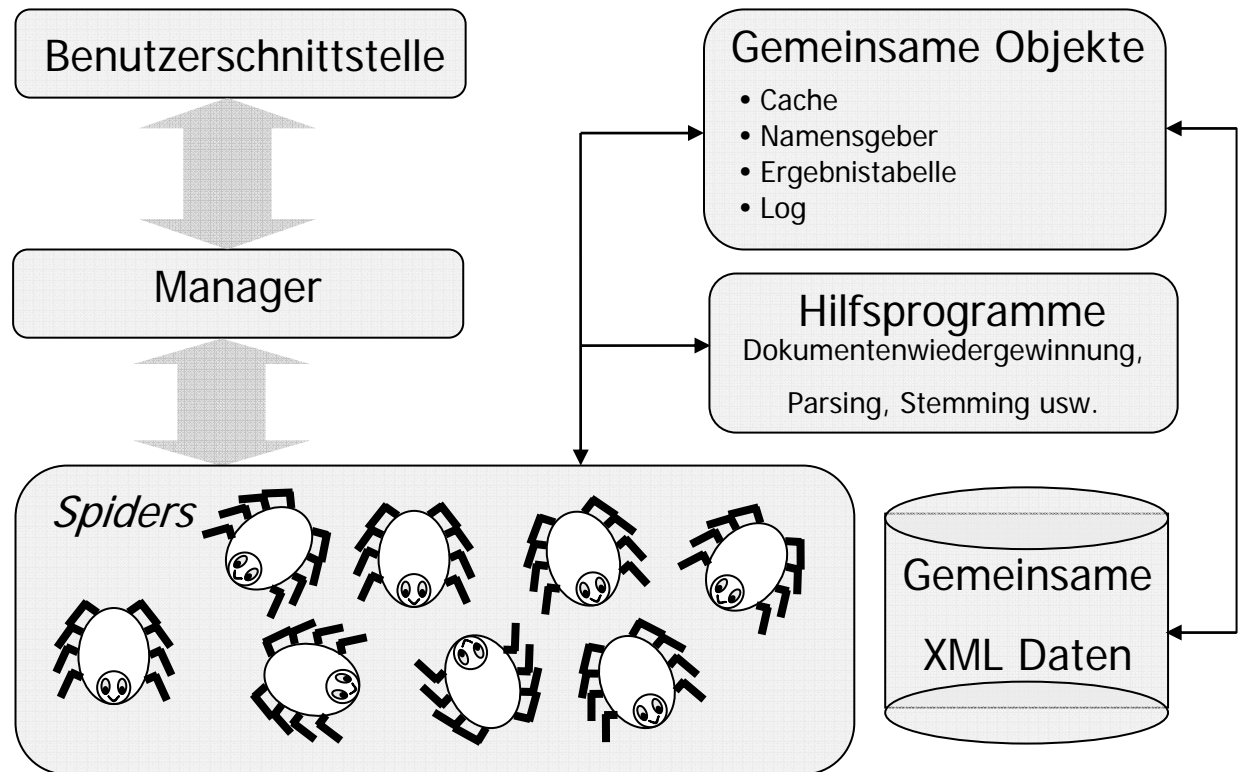 Benutzerschnittstelle
Manager
Gemeinsame Objekte
• Cache
• Namensgeber
• Ergebnistabelle
• Log
Hilfsprogramme
Dokumentenwiedergewinnung,
Parsing, Stemming usw.
Spiders
Gemeinsame
XML Daten